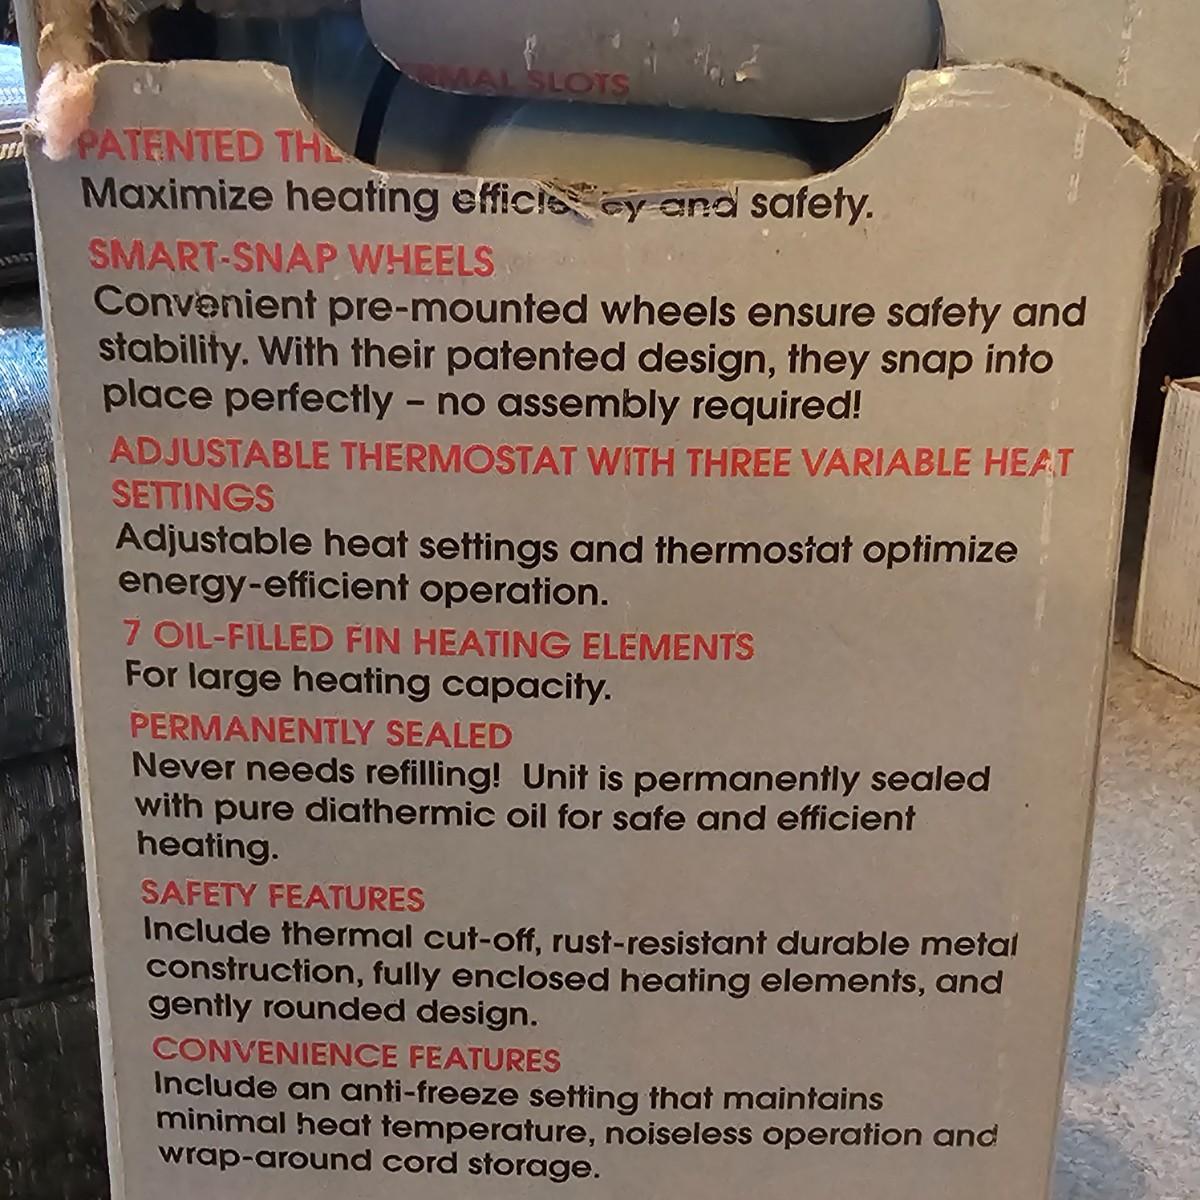 PATENTED THERMAL SLOTS
Maximize heating efficiency and safety.
SMART-SNAP WHEELS
Convenient pre-mounted wheels ensure safety and
stability. With their patented design, they snap into
place perfectly – no assembly required!
ADJUSTABLE THERMOSTAT WITH THREE VARIABLE HEAT
SETTINGS
Adjustable heat settings and thermostat optimize
energy-efficient operation.
7 OIL-FILLED FIN HEATING ELEMENTS
For large heating capacity.
PERMANENTLY SEALED
Never needs refilling! Unit is permanently sealed
with pure diathermic oil for safe and efficient
heating.
SAFETY FEATURES
Include thermal cut-off, rust-resistant durable metal
construction, fully enclosed heating elements, and
gently rounded design.
CONVENIENCE FEATURES
Include an anti-freeze setting that maintains
minimal heat temperature, noiseless operation and
wrap-around cord storage.